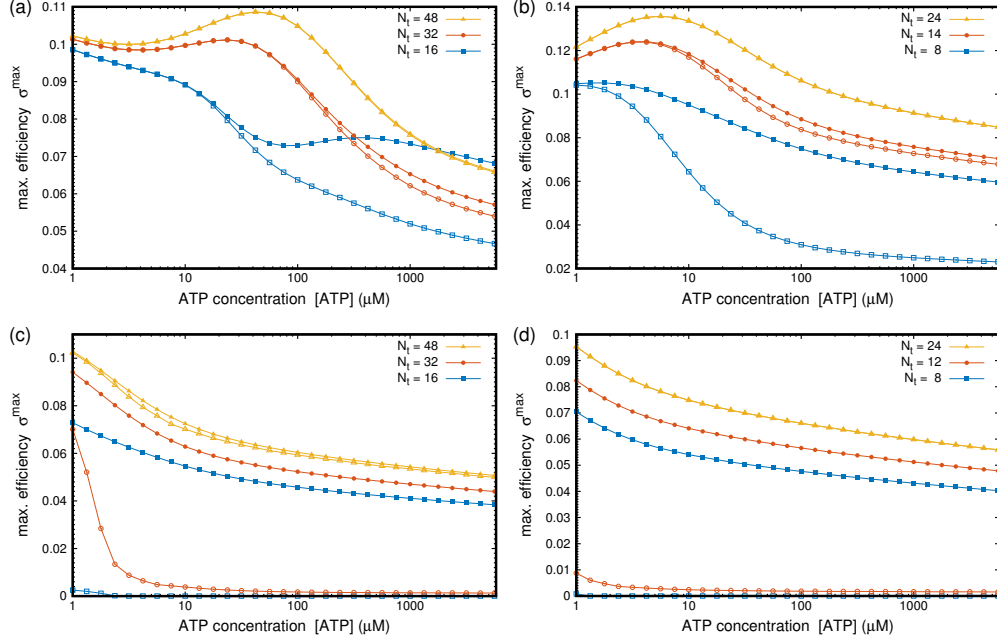 (a)
max. efficiency σ^max
0.11
0.1
0.09
0.08
0.07
0.06
0.05
0.04
1
10
100
1000
ATP concentration [ATP] (μM)
N_t = 48
N_t = 32
N_t = 16
(b)
max. efficiency σ^max
0.14
0.12
0.1
0.08
0.06
0.04
0.02
1
10
100
1000
ATP concentration [ATP] (μM)
N_t = 24
N_t = 14
N_t = 8
(c)
max. efficiency σ^max
0.1
0.08
0.06
0.04
0.02
0
1
10
100
1000
ATP concentration [ATP] (μM)
N_t = 48
N_t = 32
N_t = 16
(d)
max. efficiency σ^max
0.1
0.09
0.08
0.07
0.06
0.05
0.04
0.03
0.02
0.01
0
1
10
100
1000
ATP concentration [ATP] (μM)
N_t = 24
N_t = 12
N_t = 8